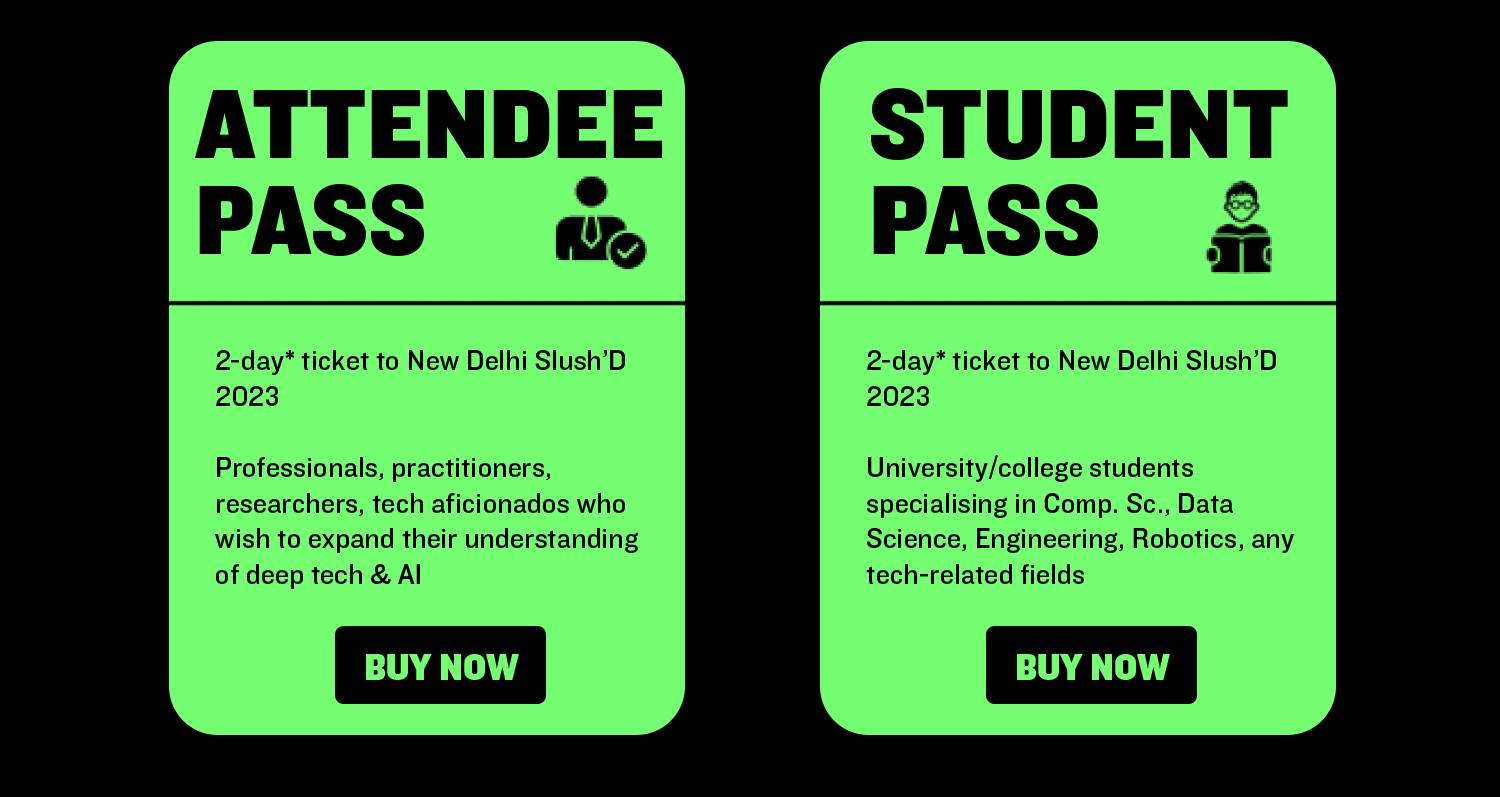 ATTENDEE
PASS
2-day* ticket to New Delhi Slush’D
2023
Professionals, practitioners,
researchers, tech aficionados who
wish to expand their understanding
of deep tech & AI
BUY NOW
STUDENT
PASS
2-day* ticket to New Delhi Slush’D
2023
University/college students
specialising in Comp. Sc., Data
Science, Engineering, Robotics, any
tech-related fields
BUY NOW